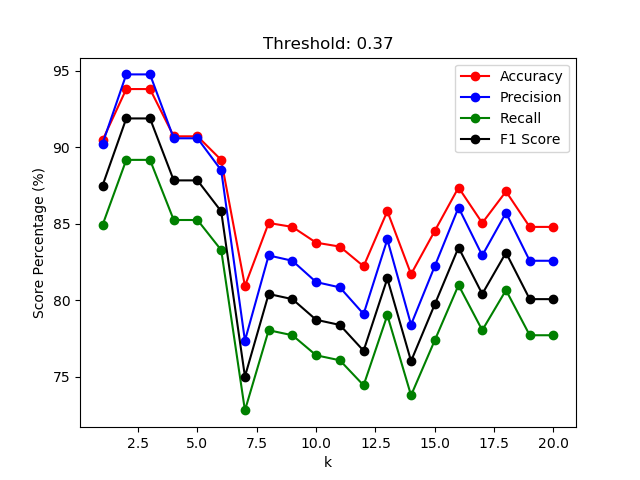 Threshold: 0.37
Accuracy
Precision
Recall
F1 Score
Score Percentage (%)
95
90
85
80
75
2.5 5.0 7.5 10.0 12.5 15.0 17.5 20.0
k